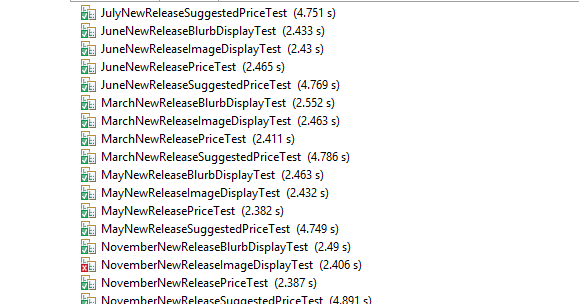 JulyNewReleaseSuggestedPriceTest (4.751 s)
JuneNewReleaseBlurbDisplayTest (2.433 s)
JuneNewReleaseImageDisplayTest (2.43 s)
JuneNewReleasePriceTest (2.465 s)
JuneNewReleaseSuggestedPriceTest (4.769 s)
MarchNewReleaseBlurbDisplayTest (2.552 s)
MarchNewReleaseImageDisplayTest (2.463 s)
MarchNewReleasePriceTest (2.411 s)
MarchNewReleaseSuggestedPriceTest (4.786 s)
MayNewReleaseBlurbDisplayTest (2.463 s)
MayNewReleaseImageDisplayTest (2.432 s)
MayNewReleasePriceTest (2.382 s)
MayNewReleaseSuggestedPriceTest (4.749 s)
NovemberNewReleaseBlurbDisplayTest (2.49 s)
NovemberNewReleaseImageDisplayTest (2.406 s)
NovemberNewReleasePriceTest (2.387 s)
NovemberNewReleaseSuggestedPriceTest (4.891 s)